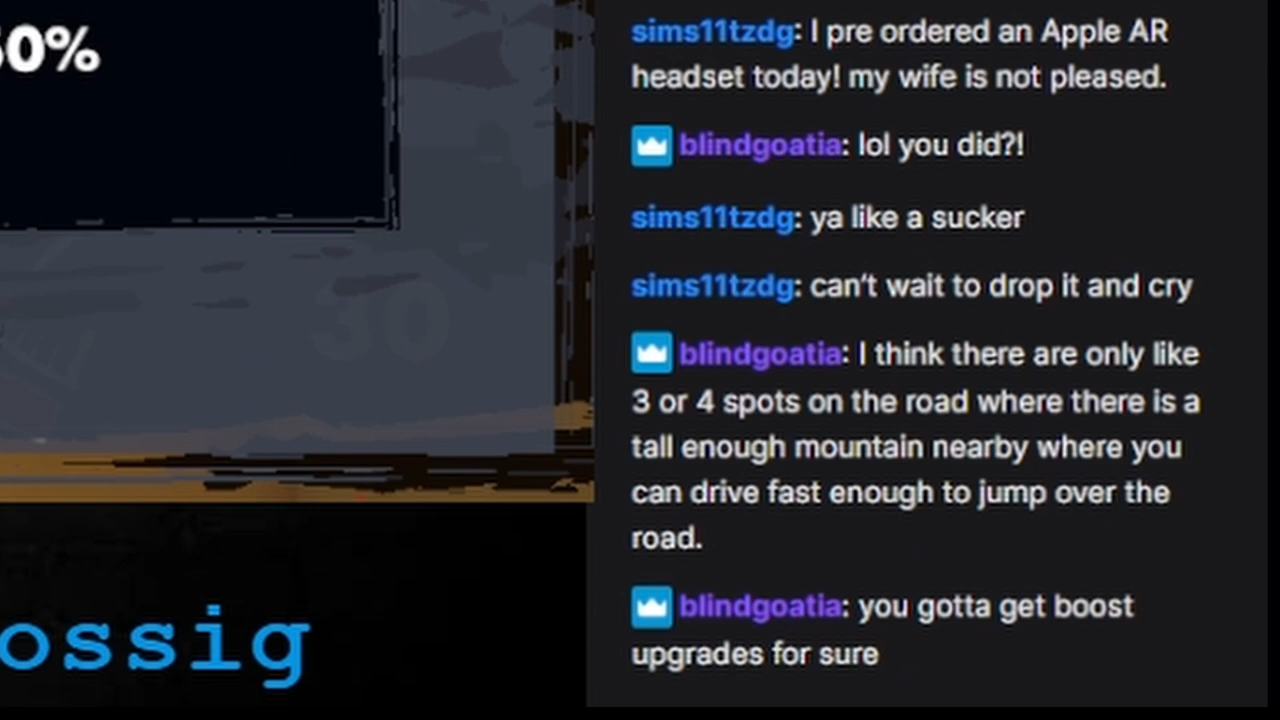 50%
30
ossig
sims11tzdg: I pre ordered an Apple AR
headset today! my wife is not pleased.
blindgoatia: lol you did?!
sims11tzdg: ya like a sucker
sims11tzdg: can't wait to drop it and cry
blindgoatia: I think there are only like
3 or 4 spots on the road where there is a
tall enough mountain nearby where you
can drive fast enough to jump over the
road.
blindgoatia: you gotta get boost
upgrades for sure